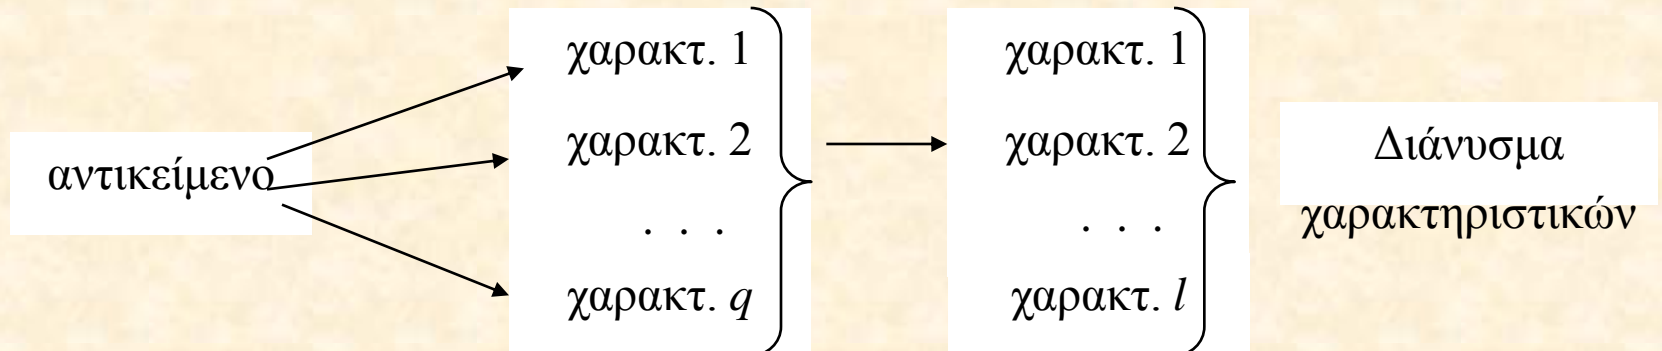 αντικείμενο
χαρακτ. 1
χαρακτ. 2
. . .
χαρακτ. q
χαρακτ. 1
χαρακτ. 2
. . .
χαρακτ. l
Διάνυσμα
χαρακτηριστικών